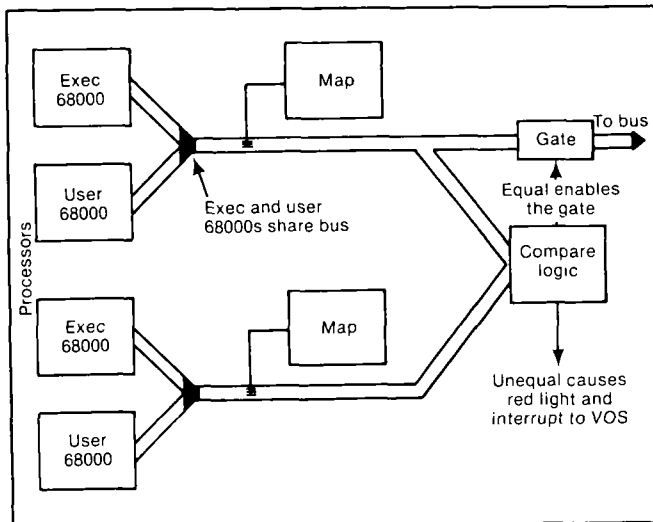 Exec
68000
Map
To bus
Gate
User
68000
Exec and user
68000s share bus
Equal enables
the gate
Compare
logic
Processors
Exec
68000
Map
User
68000
Unequal causes
red light and
interrupt to VOS